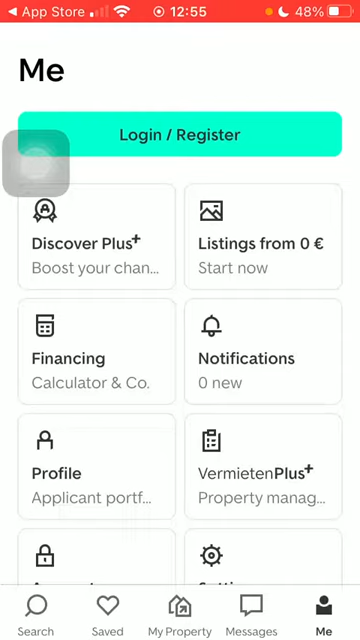 App Store
12:55
48%
Me
Login / Register
Discover Plus+
Boost your chan...
Listings from 0 €
Start now
Financing
Calculator & Co.
Notifications
0 new
Profile
Applicant portf...
VermietenPlus+
Property manag...
Search
Saved
My Property
Messages
Me